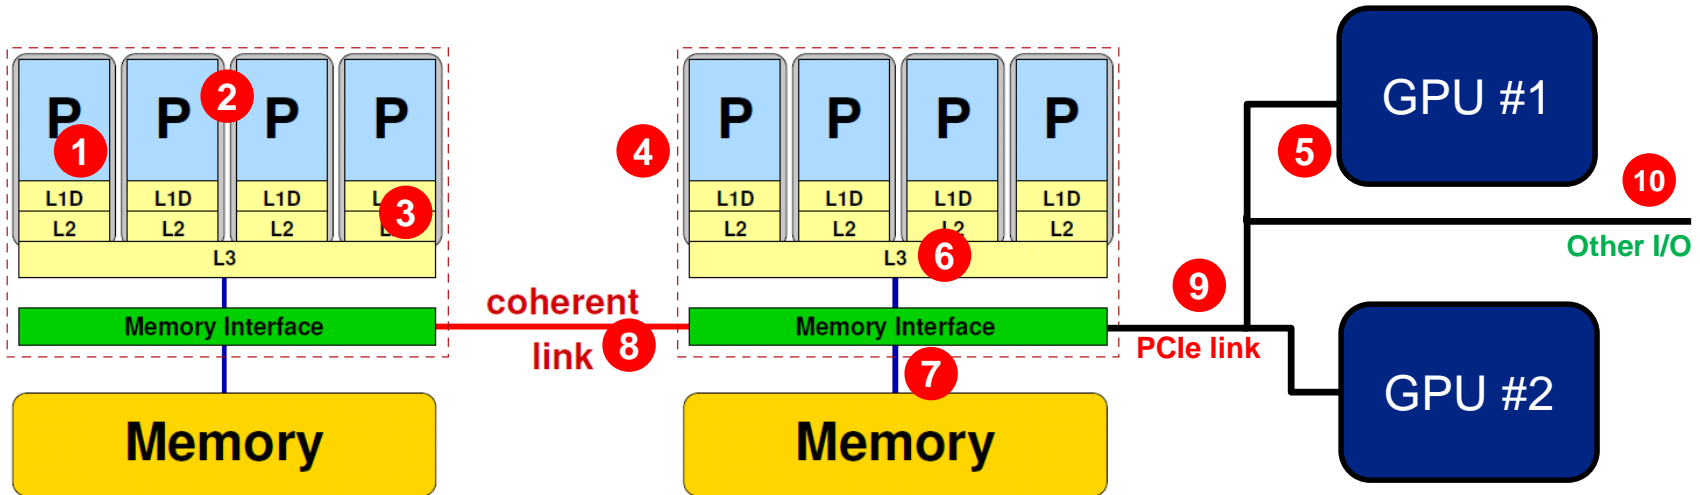 P P P P
1 2
L1D L1D L1D L
L2 L2 L2 L
3
L3
Memory Interface
Memory
coherent
link
8
4
P P P P
L1D L1D L1D L1D
L2 L2 L2 L2
L3 6
Memory Interface
7
Memory
9
PCIe link
GPU #1
5
10
Other I/O
GPU #2